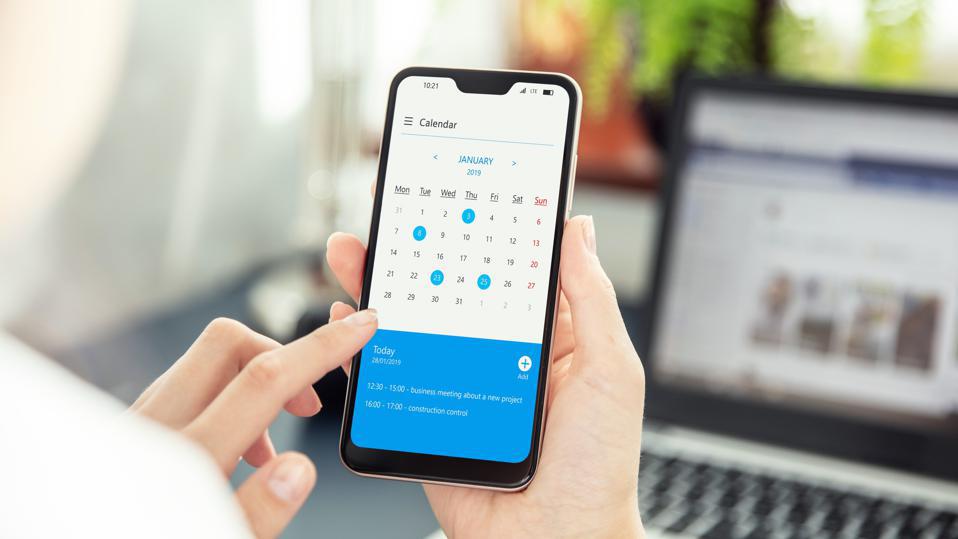 10:21 LTE
☰ Calendar
< JANUARY >
2019
Mon Tue Wed Thu Fri Sat Sun
31 1 2 3 4 5 6
7 8 9 10 11 12 13
14 15 16 17 18 19 20
21 22 23 24 25 26 27
28 29 30 31 1 2 3
Today
28/01/2019
+
Add
12:30 - 15:00 - business meeting about a new project
16:00 - 17:00 - construction control